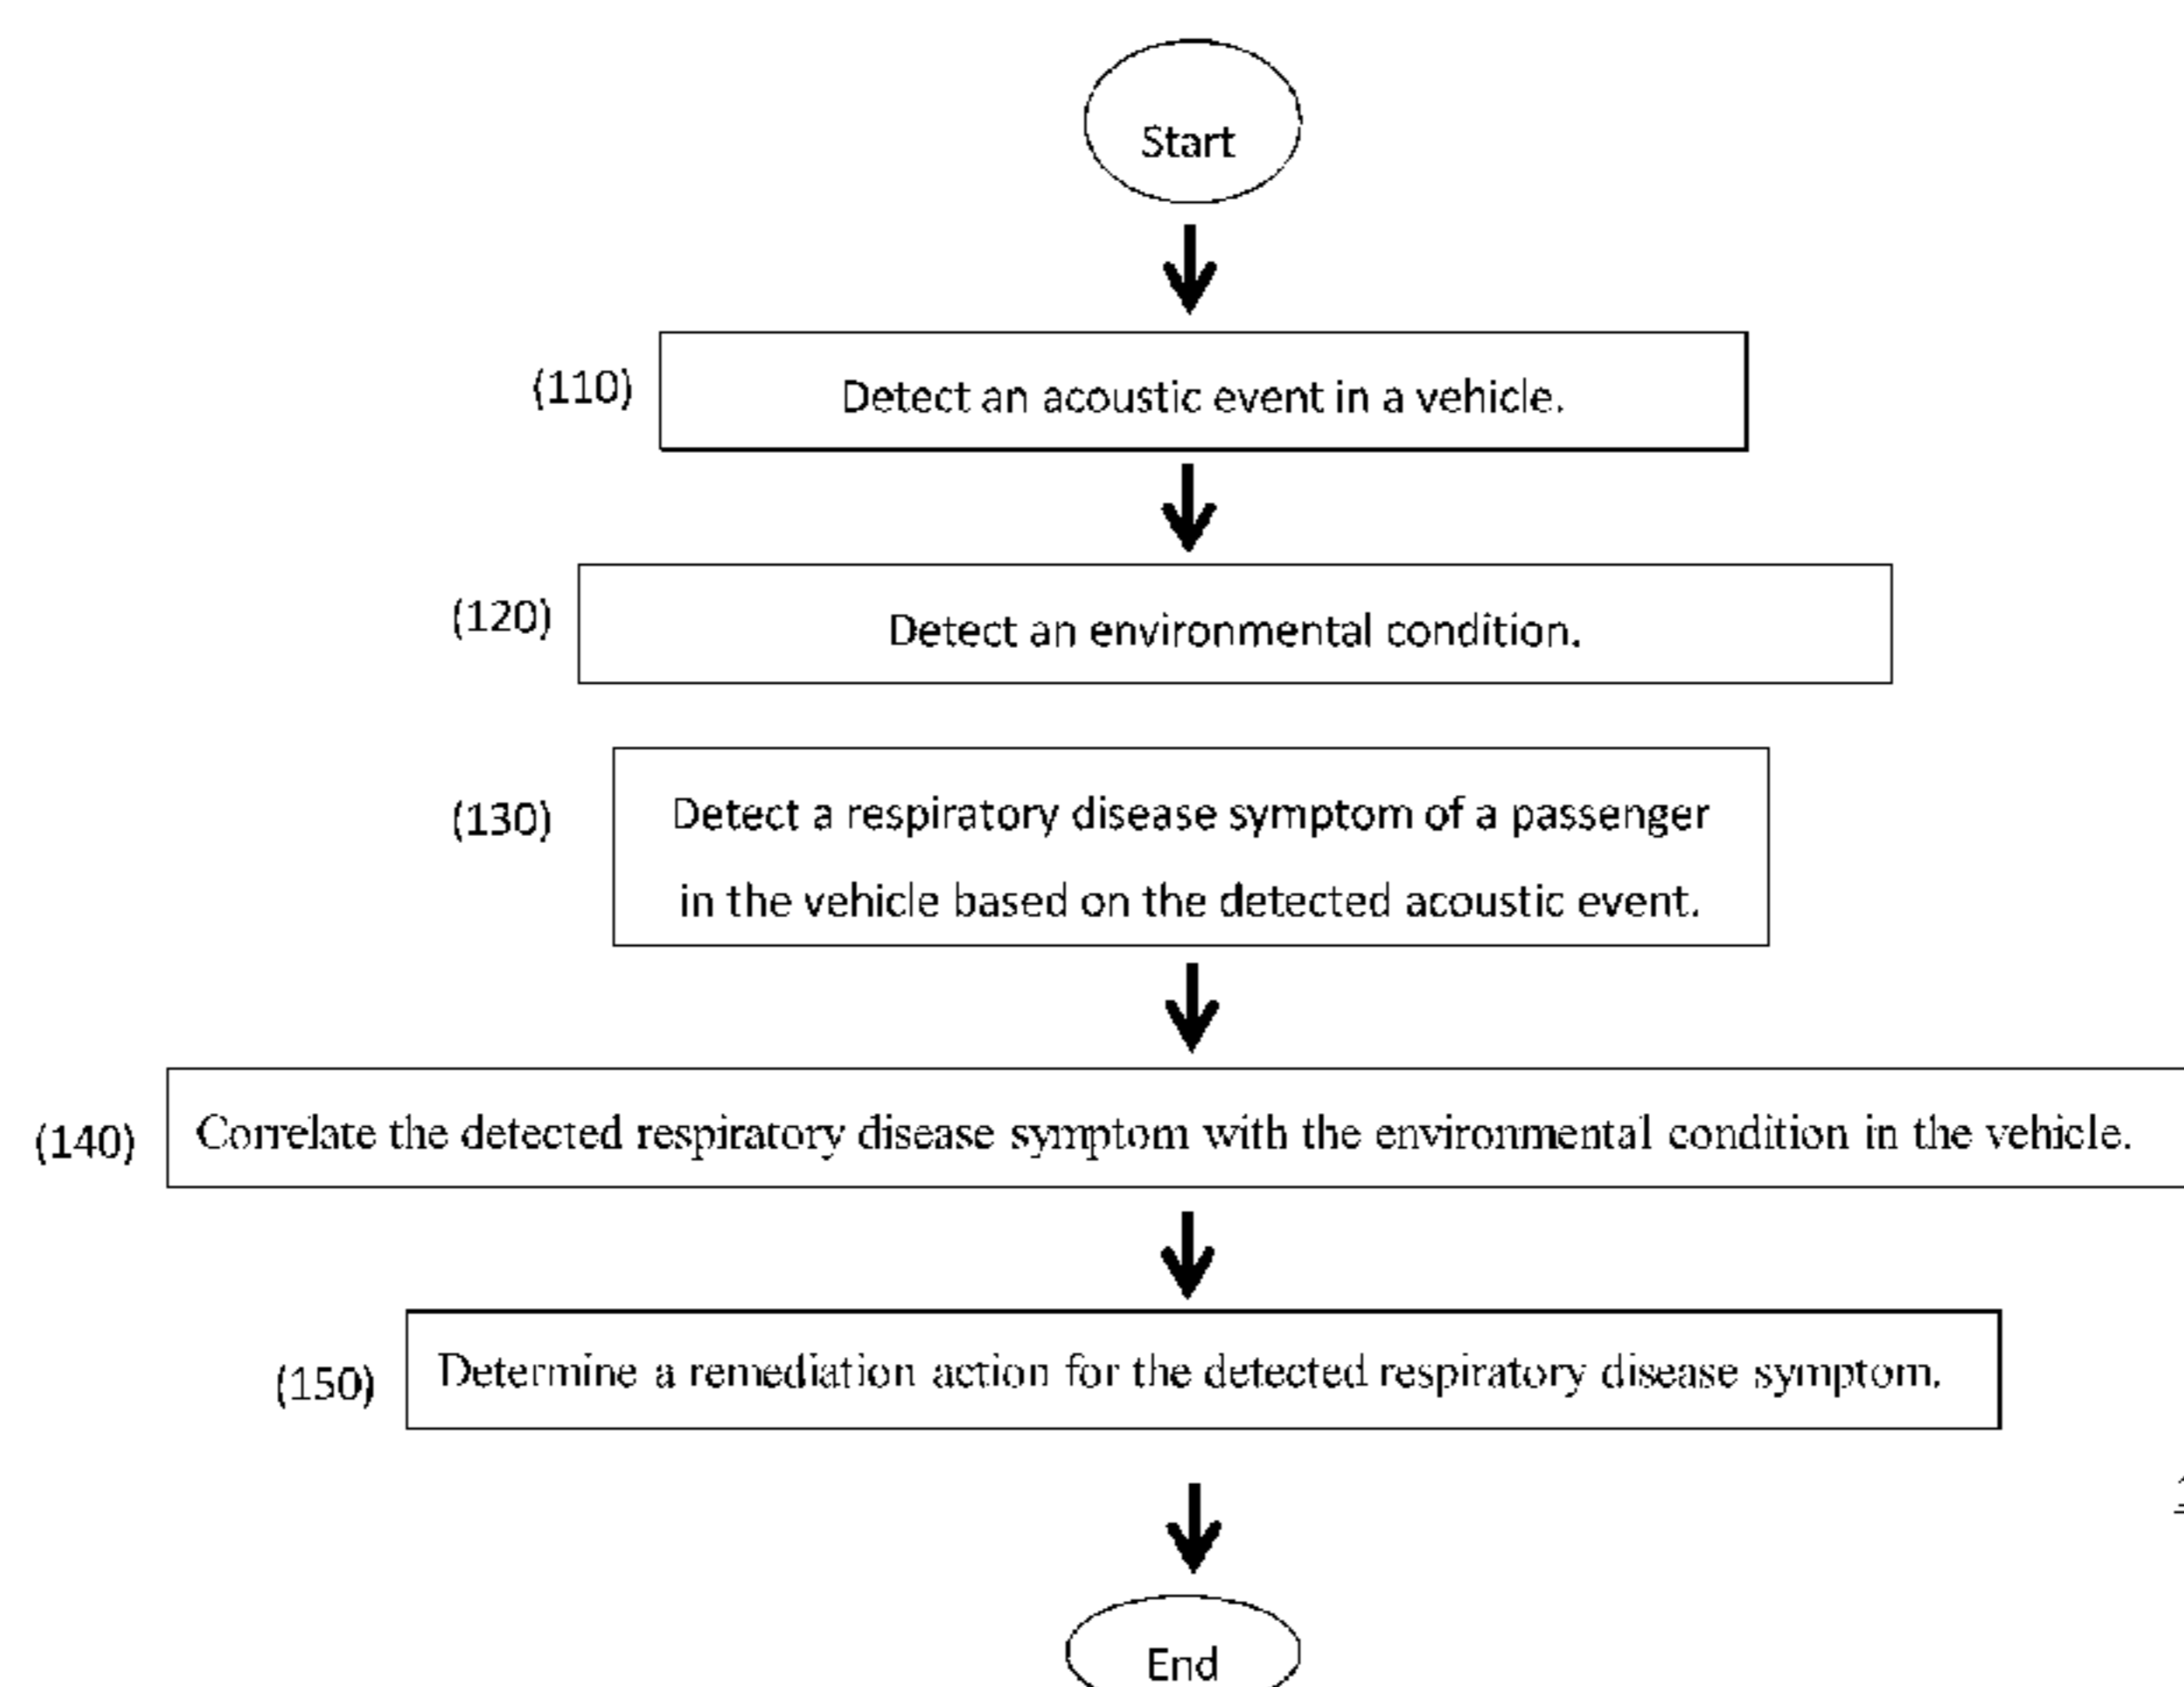 Start
(110)
Detect an acoustic event in a vehicle.
(120)
Detect an environmental condition.
(130)
Detect a respiratory disease symptom of a passenger
in the vehicle based on the detected acoustic event.
(140)
Correlate the detected respiratory disease symptom with the environmental condition in the vehicle.
(150)
Determine a remediation action for the detected respiratory disease symptom.
End